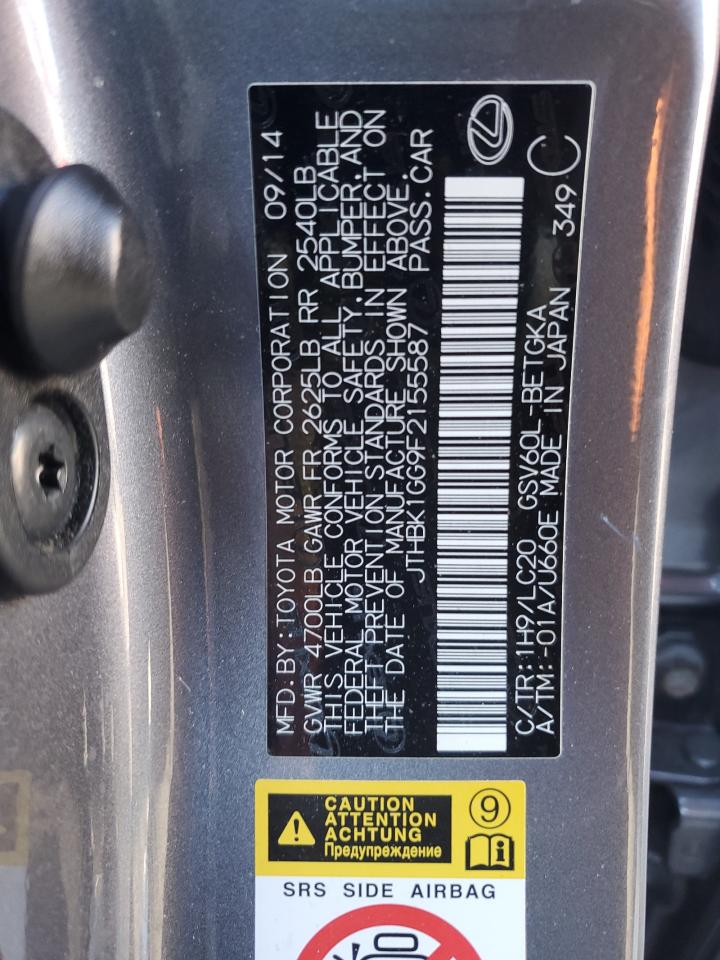 MFD.BY:TOYOTA MOTOR CORPORATION 09/14
GVWR 4700LB GAWR FR 2625LB RR 2540LB
THIS VEHICLE CONFORMS TO ALL APPLICABLE
FEDERAL MOTOR VEHICLE SAFETY,BUMPER,AND
THEFT PREVENTION STANDARDS IN EFFECT ON
THE DATE OF MANUFACTURE SHOWN ABOVE.
JTHBK1GG9F2155587 PASS.CAR
C/TR:1H9/LC20 GSV60L-BETGKA
A/TM:-01A/U660E MADE IN JAPAN 349 C
CAUTION
ATTENTION
ACHTUNG
Предупреждение
9
i
SRS SIDE AIRBAG